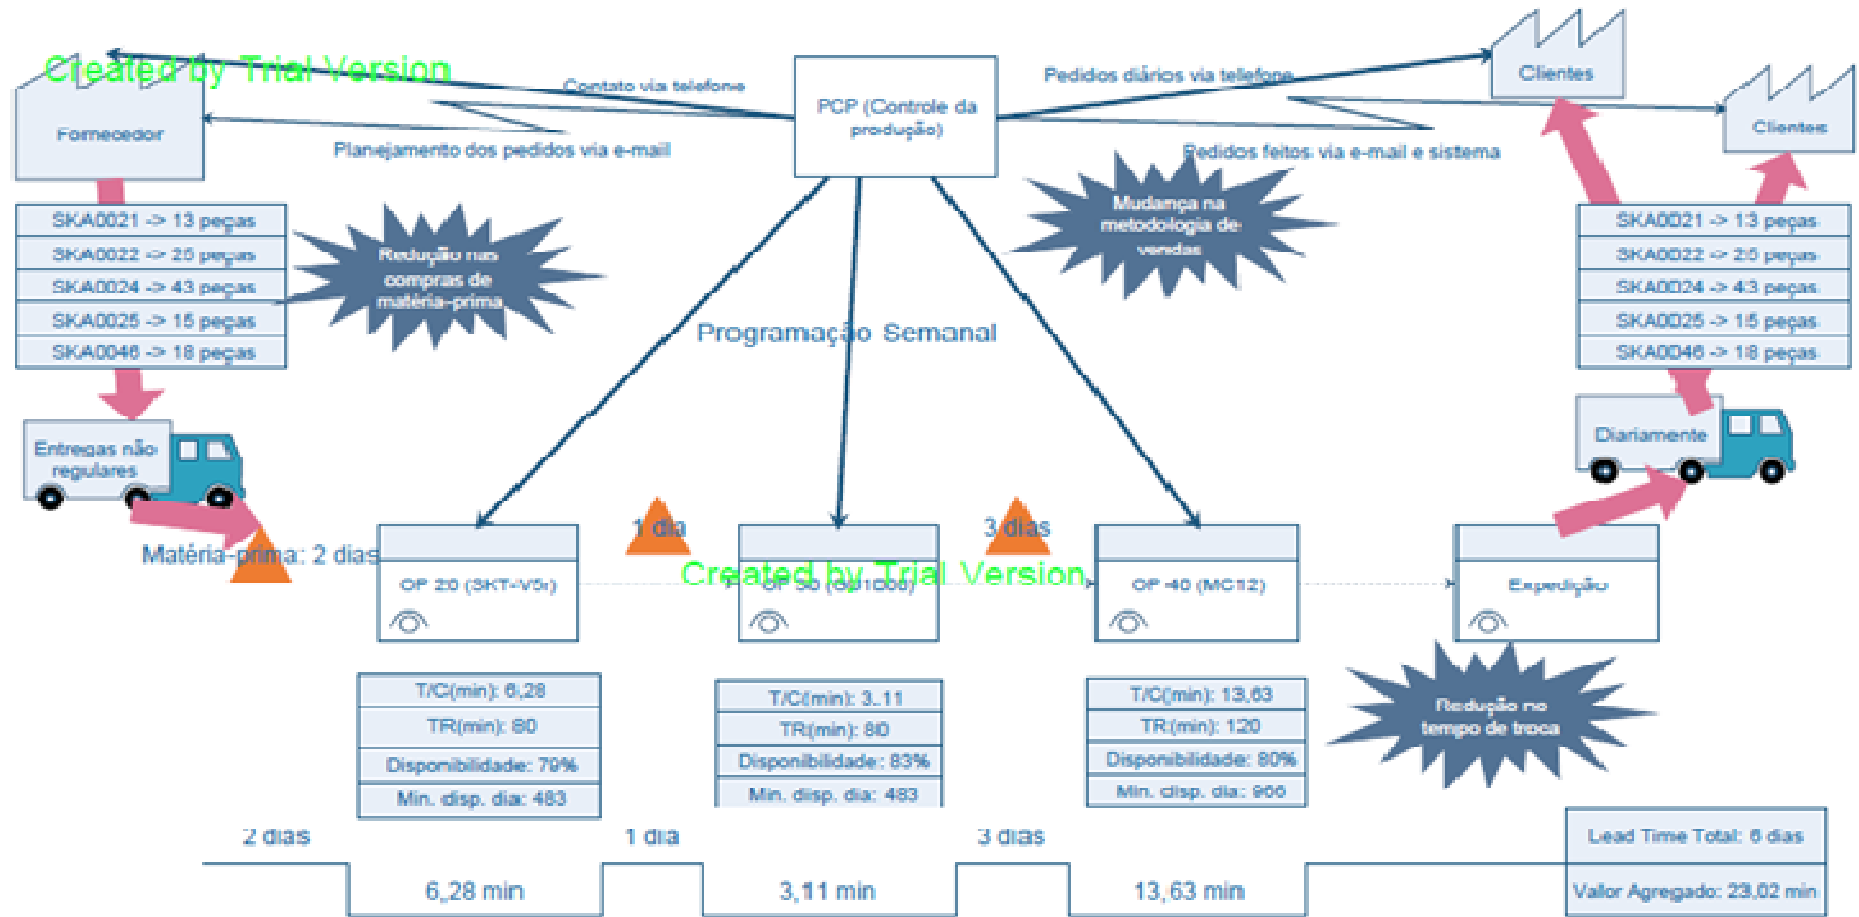 Created by Trial Version
Fornecedor
Contato via telefone
Planejamento dos pedidos via e-mail
PCP (Controle da
produção)
Pedidos diários via telefone
Pedidos feitos via e-mail e sistema
Clientes
Clientes
SKA0021 -> 13 peças
SKA0022 -> 25 peças
SKA0024 -> 43 peças
SKA0025 -> 15 peças
SKA0046 -> 18 peças
Redução nas
compras de
matéria-prima
Mudança na
metodologia de
vendas
SKA0021 -> 13 peças
SKA0022 -> 25 peças
SKA0024 -> 43 peças
SKA0025 -> 15 peças
SKA0046 -> 18 peças
Programação Semanal
Entregas não
regulares
Diariamente
Matéria-prima: 2 dias
1 dia
3 dias
Created by Trial Version
OP 20 (SKT-V5r)
OP
OP 40 (MC12)
Expedição
T/C(min): 6,28
TR(min): 80
Disponibilidade: 79%
Min. disp. dia: 483
T/C(min): 3,11
TR(min): 80
Disponibilidade: 83%
Min. disp. dia: 483
T/C(min): 13,63
TR(min): 120
Disponibilidade: 80%
Min. disp. dia: 966
Redução no
tempo de troca
2 dias
1 dia
3 dias
6,28 min
3,11 min
13,63 min
Lead Time Total: 6 dias
Valor Agregado: 23,02 min